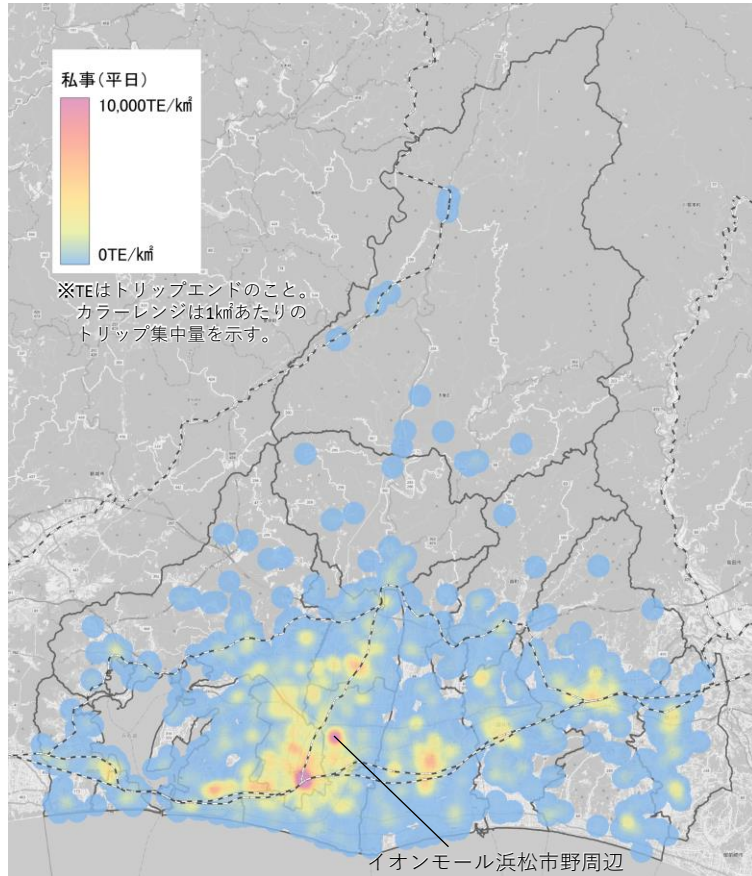 私事(平日)
10,000TE/㎢
0TE/㎢
※TEはトリップエンドのこと。
カラーレンジは1㎢あたりの
トリップ集中量を示す。
イオンモール浜松市野周辺